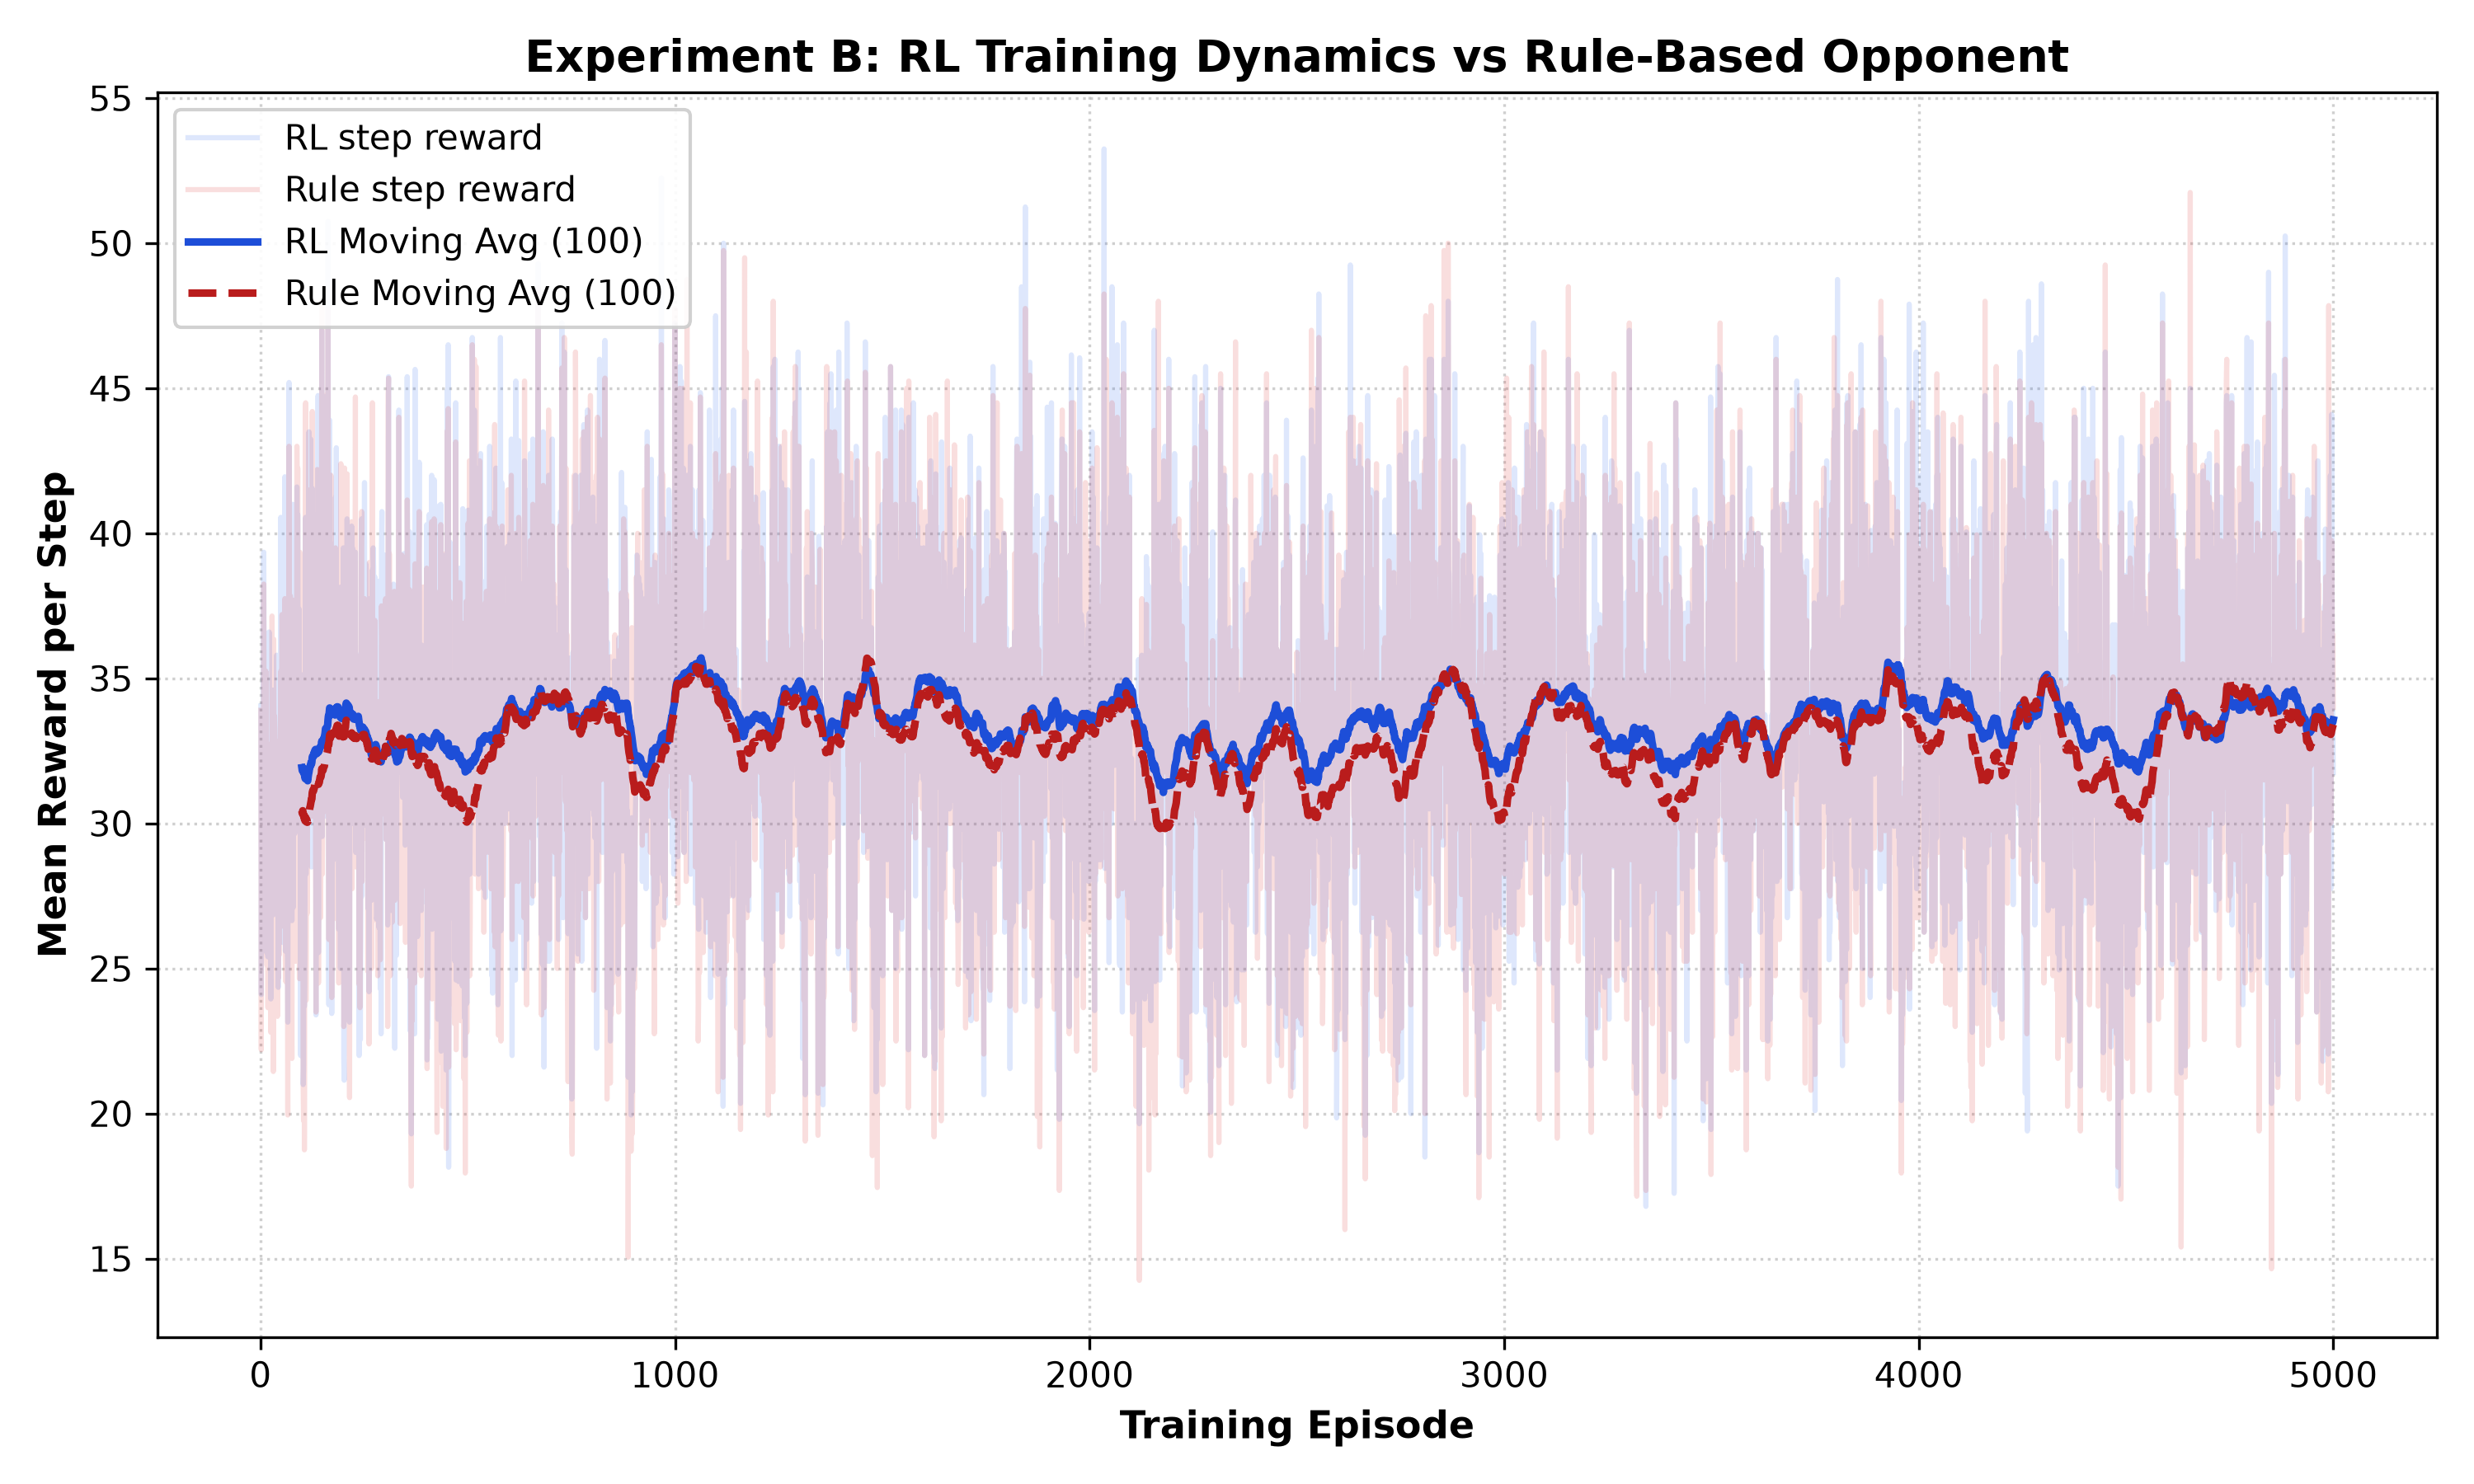 Experiment B: RL Training Dynamics vs Rule-Based Opponent
RL step reward
Rule step reward
RL Moving Avg (100)
Rule Moving Avg (100)
Mean Reward per Step
55
50
45
40
35
30
25
20
15
0 1000 2000 3000 4000 5000
Training Episode